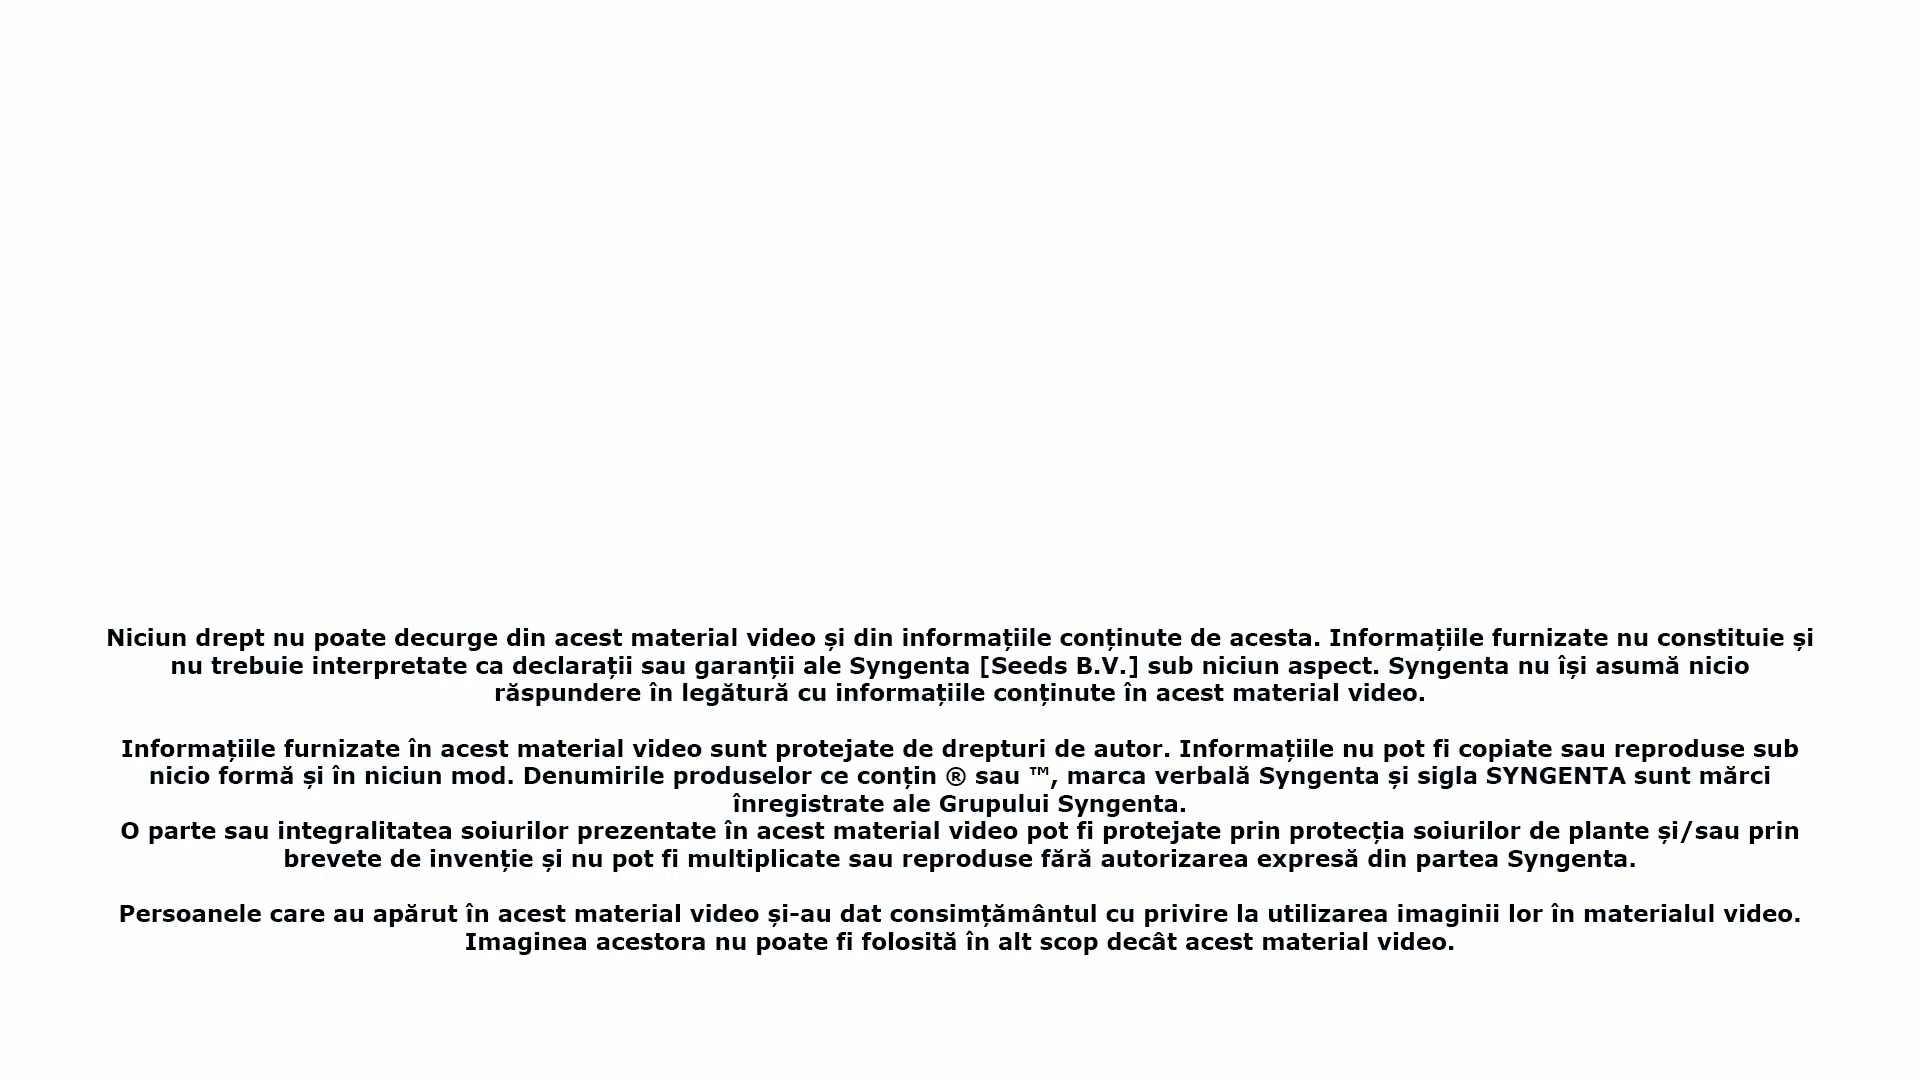 Niciun drept nu poate decurge din acest material video și din informațiile conținute de acesta. Informațiile furnizate nu constituie și
nu trebuie interpretate ca declarații sau garanții ale Syngenta [Seeds B.V.] sub niciun aspect. Syngenta nu își asumă nicio
răspundere în legătură cu informațiile conținute în acest material video.
Informațiile furnizate în acest material video sunt protejate de drepturi de autor. Informațiile nu pot fi copiate sau reproduse sub
nicio formă și în niciun mod. Denumirile produselor ce conțin ® sau ™, marca verbală Syngenta și sigla SYNGENTA sunt mărci
înregistrate ale Grupului Syngenta.
O parte sau integralitatea soiurilor prezentate în acest material video pot fi protejate prin protecția soiurilor de plante și/sau prin
brevete de invenție și nu pot fi multiplicate sau reproduse fără autorizarea expresă din partea Syngenta.
Persoanele care au apărut în acest material video și-au dat consimțământul cu privire la utilizarea imaginii lor în materialul video.
Imaginea acestora nu poate fi folosită în alt scop decât acest material video.